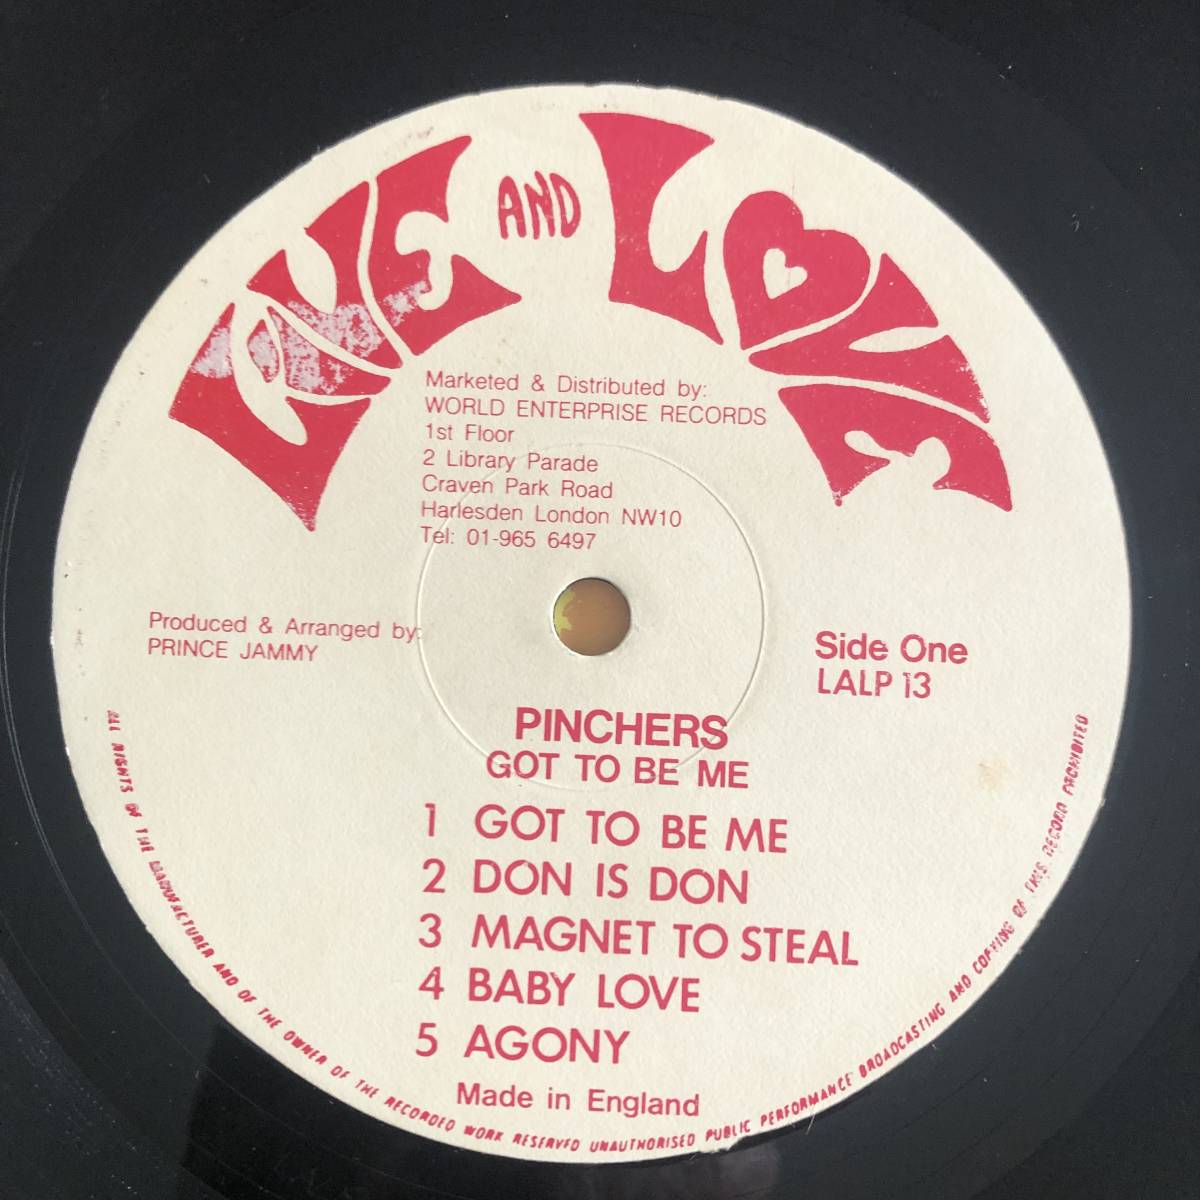 LIVE AND LOVE
Marketed & Distributed by:
WORLD ENTERPRISE RECORDS
1st Floor
2 Library Parade
Craven Park Road
Harlesden London NW10
Tel: 01-965 6497
Produced & Arranged by:
PRINCE JAMMY
Side One
LALP 13
PINCHERS
GOT TO BE ME
1 GOT TO BE ME
2 DON IS DON
3 MAGNET TO STEAL
4 BABY LOVE
5 AGONY
Made in England
ALL RIGHTS OF THE MANUFACTURER AND OF THE OWNER OF THE RECORDED WORK RESERVED UNAUTHORISED PUBLIC PERFORMANCE BROADCASTING AND COPYING OF THIS RECORD PROHIBITED